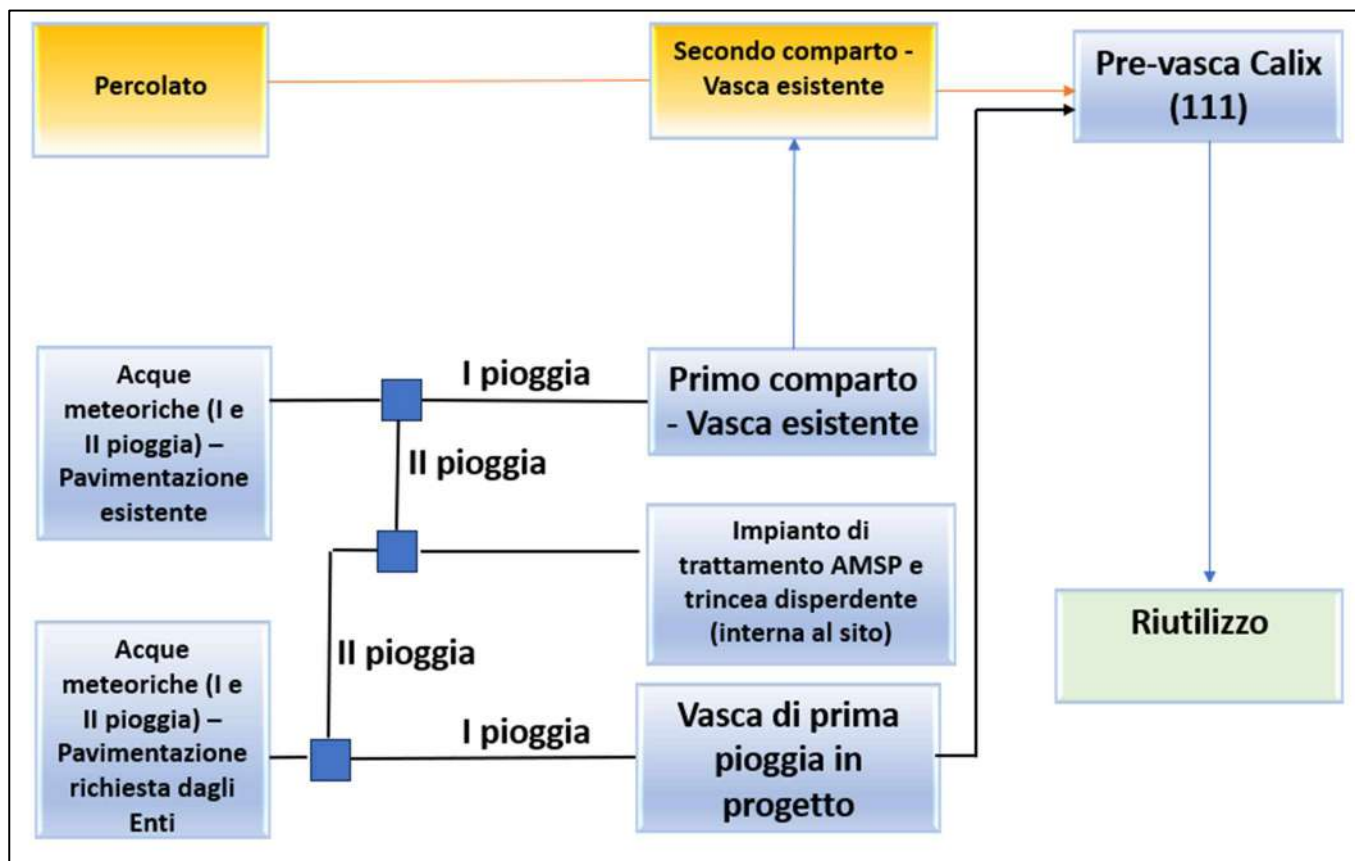 Percolato
Secondo comparto -
Vasca esistente
Pre-vasca Calix
(111)
Acque
meteoriche (I e
II pioggia) –
Pavimentazione
esistente
I pioggia
Primo comparto
- Vasca esistente
II pioggia
Impianto di
trattamento AMSP e
trincea disperdente
(interna al sito)
Riutilizzo
II pioggia
Acque
meteoriche (I e
II pioggia) –
Pavimentazione
richiesta dagli
Enti
I pioggia
Vasca di prima
pioggia in
progetto